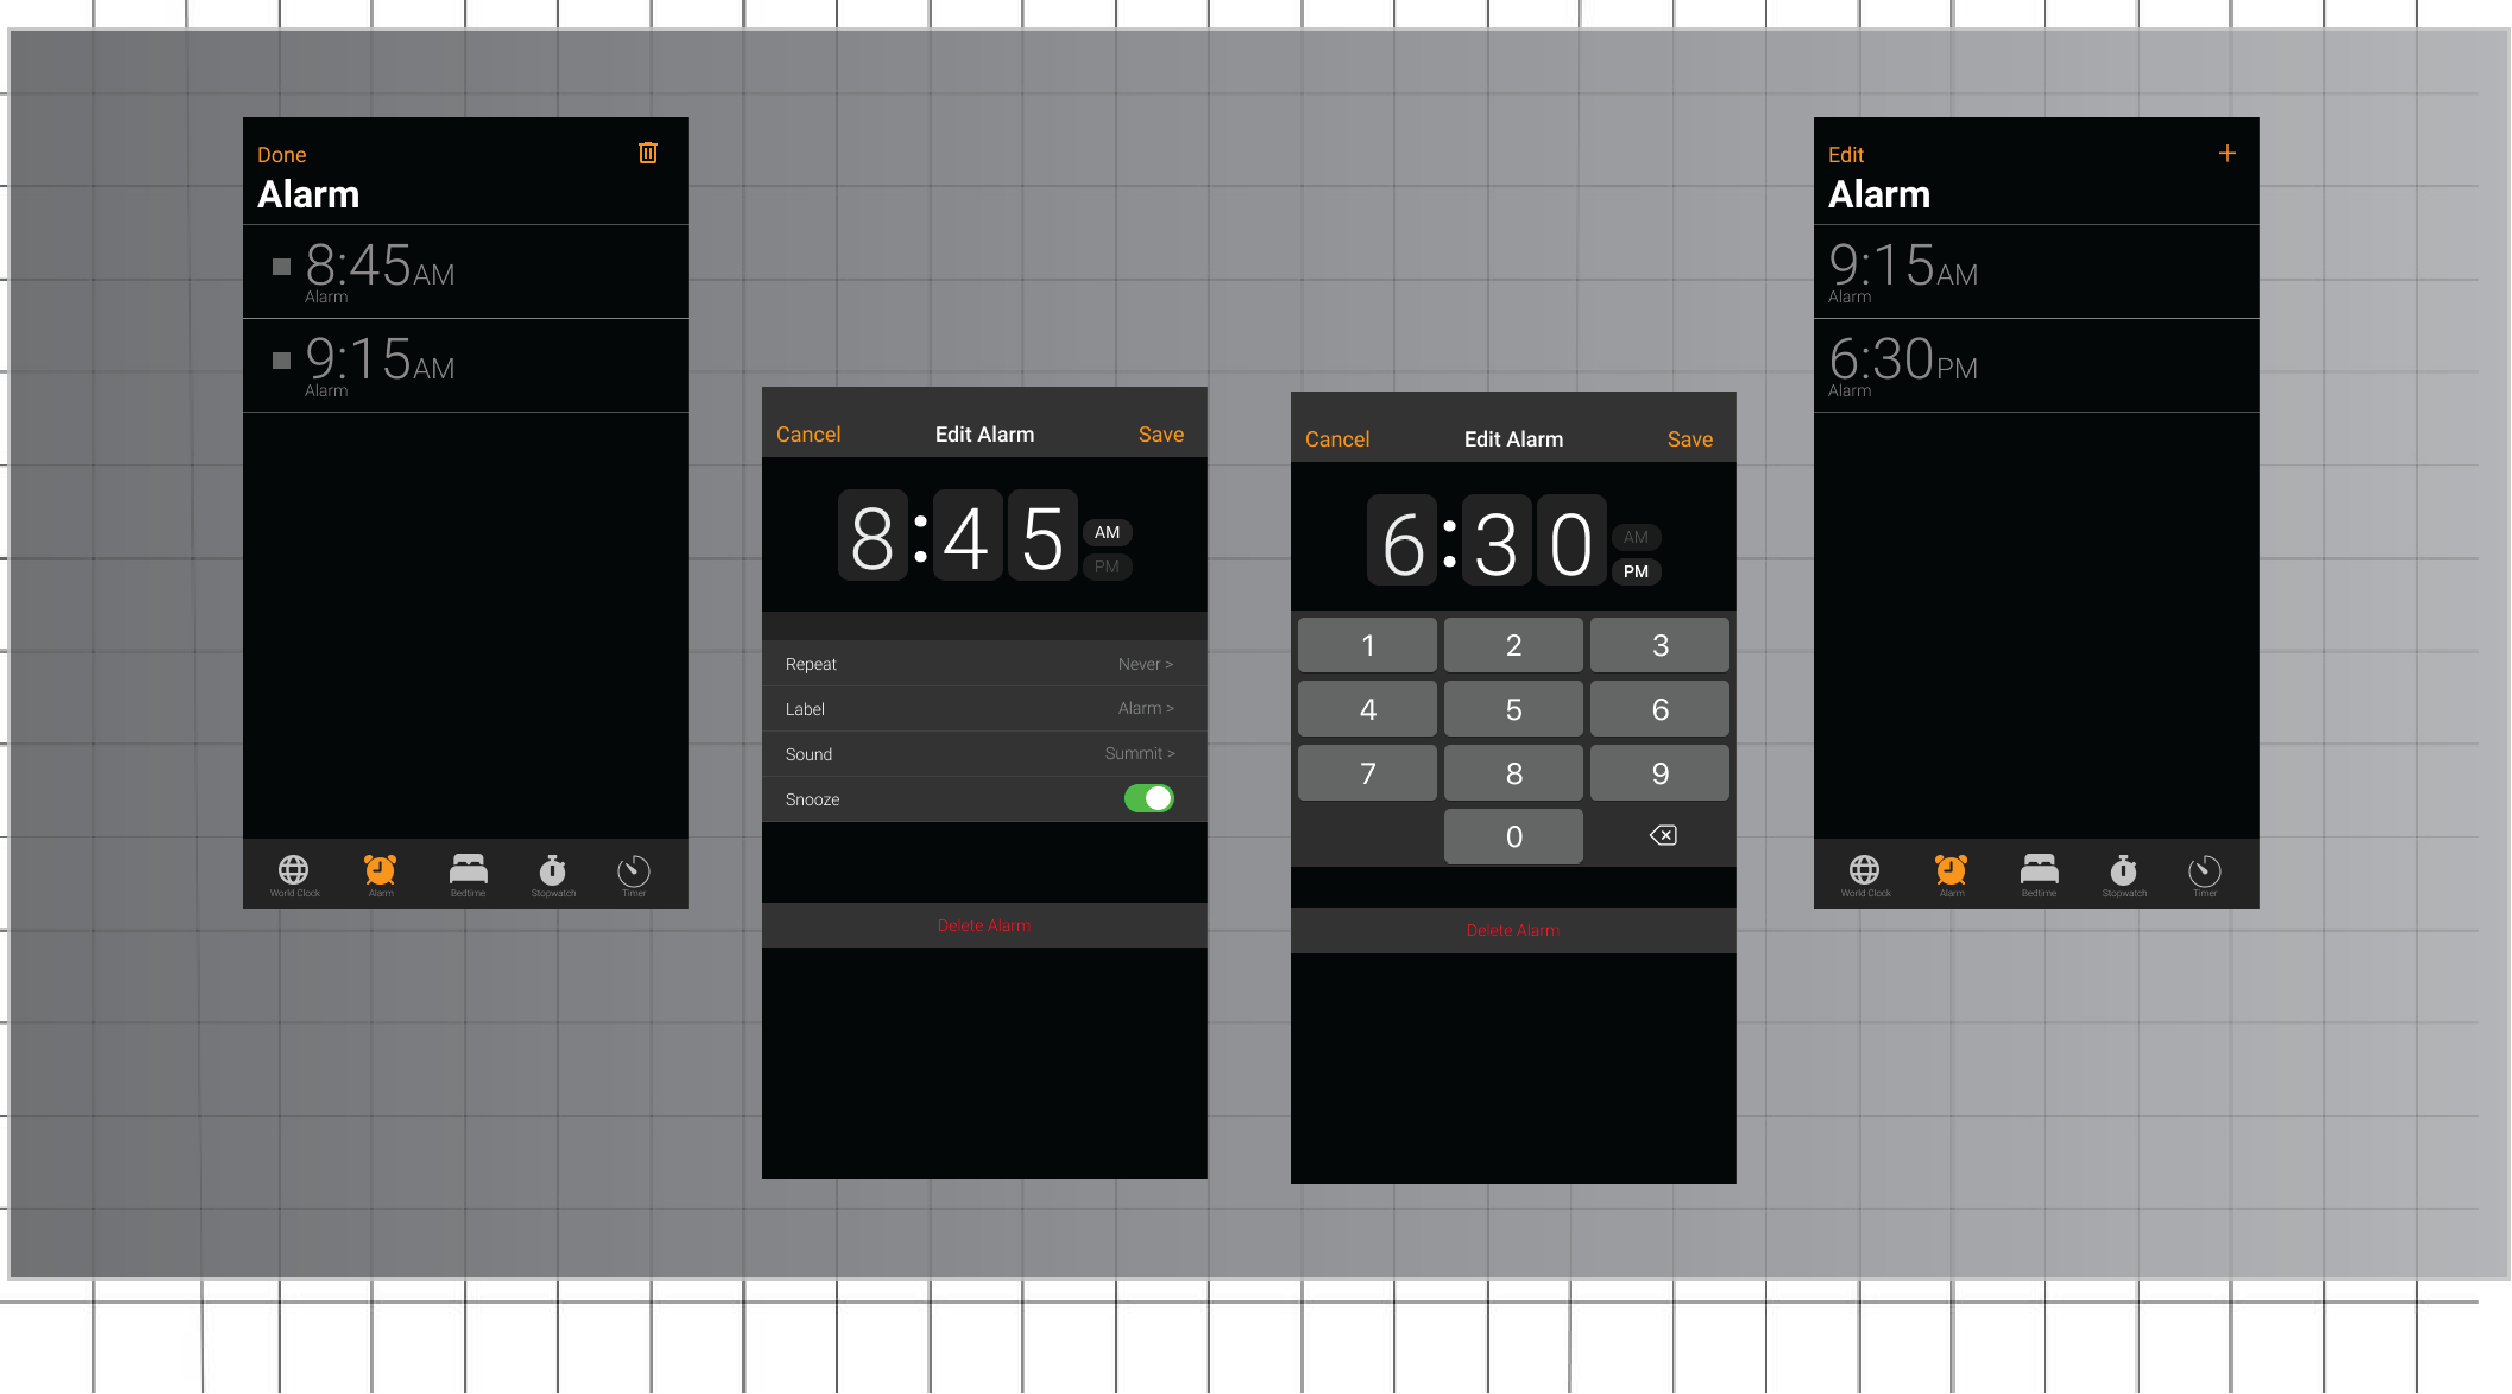 Done
Alarm
8:45AM
Alarm
9:15AM
Alarm
World Clock
Alarm
Bedtime
Stopwatch
Timer
Cancel
Edit Alarm
Save
8:45
AM
PM
Repeat
Never >
Label
Alarm >
Sound
Summit >
Snooze
Delete Alarm
Cancel
Edit Alarm
Save
6:30
AM
PM
1 2 3
4 5 6
7 8 9
0
Delete Alarm
Edit
+
Alarm
9:15AM
Alarm
6:30PM
Alarm
World Clock
Alarm
Bedtime
Stopwatch
Timer